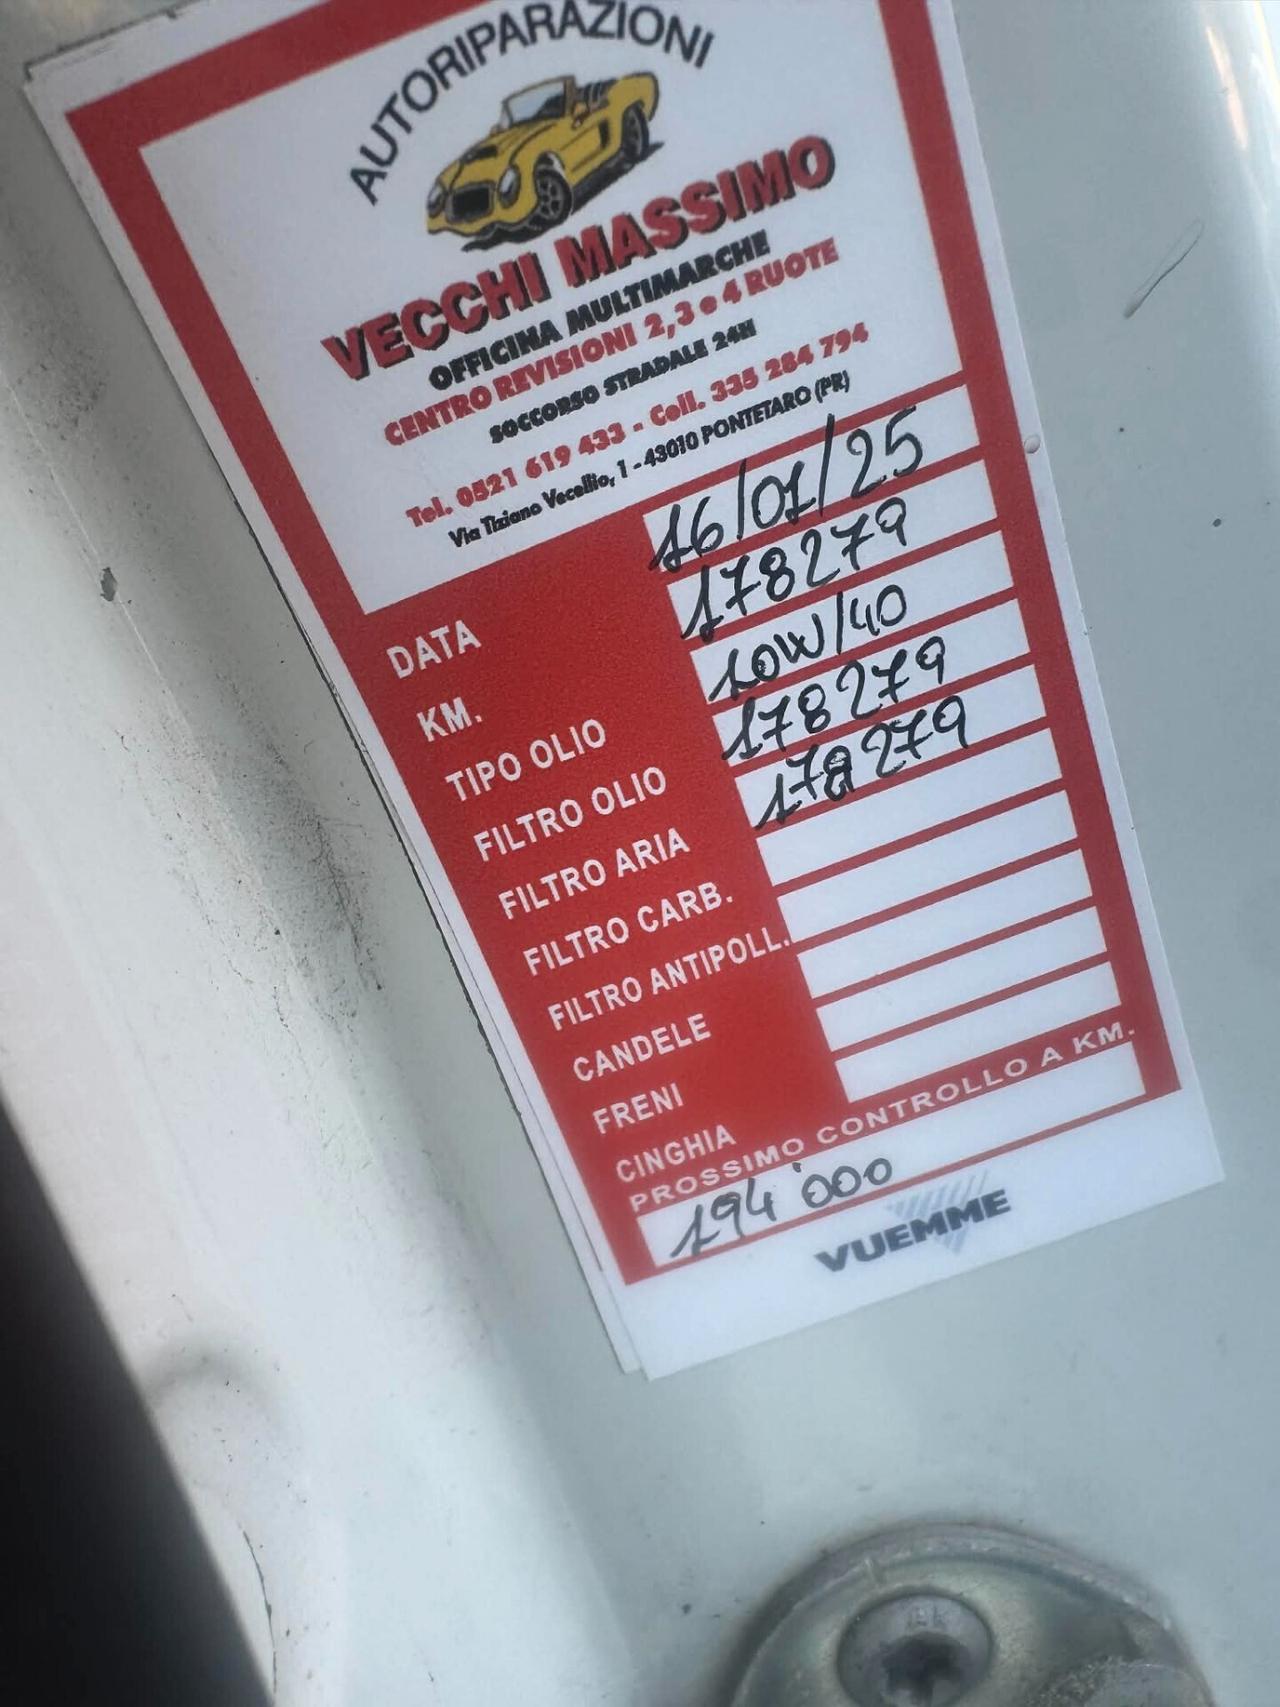 AUTORIPARAZIONI
VECCHI MASSIMO
OFFICINA MULTIMARCHE
CENTRO REVISIONI 2, 3 e 4 RUOTE
SOCCORSO STRADALE 24H
Tel. 0521 619 433 - Cell. 335 284 794
Via Tiziano Vecellio, 1 - 43010 PONTETARO (PR)
DATA 16/01/25
KM. 178279
TIPO OLIO 10W/40
FILTRO OLIO 178279
FILTRO ARIA 178279
FILTRO CARB.
FILTRO ANTIPOLL.
CANDELE
FRENI
CINGHIA
PROSSIMO CONTROLLO A KM.
194'000
VUEMME